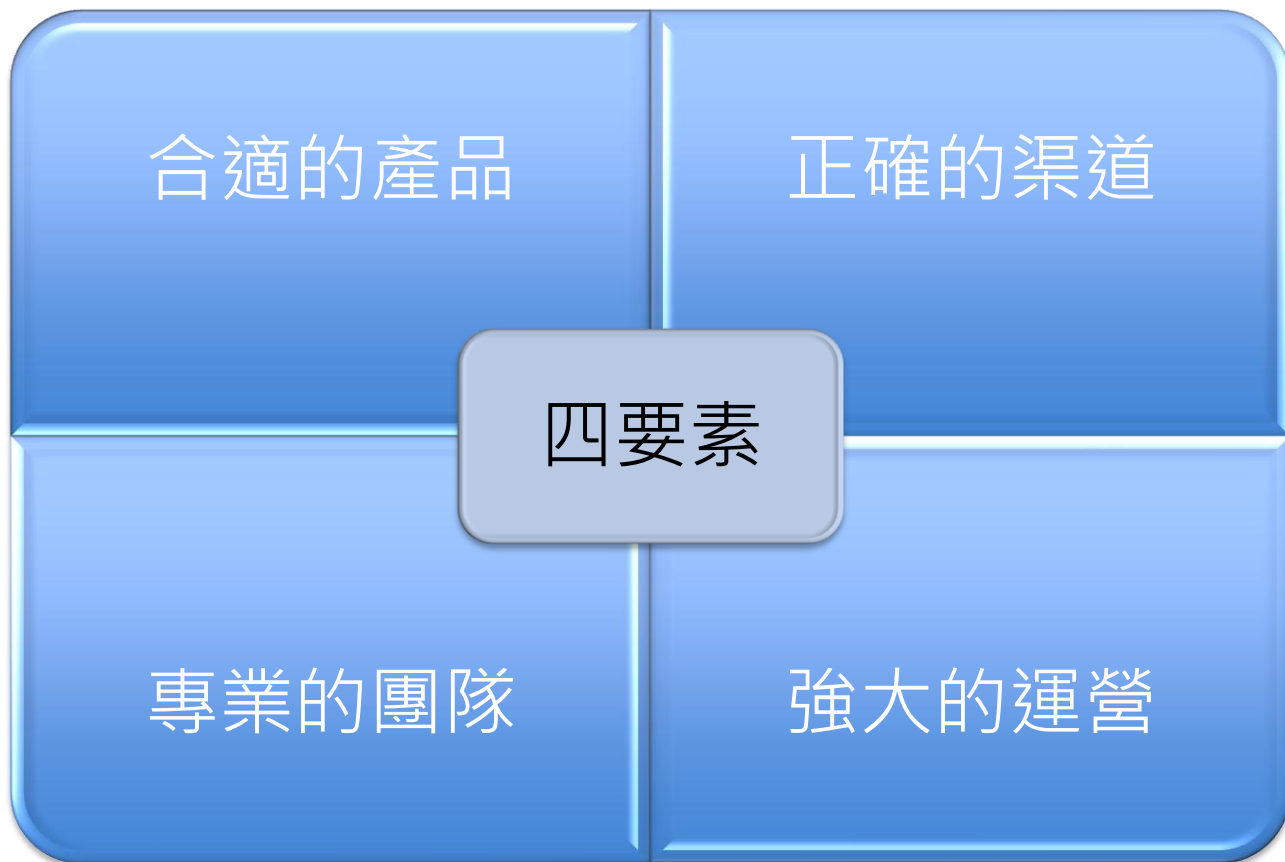 合適的產品
正確的渠道
四要素
專業的團隊
強大的運營